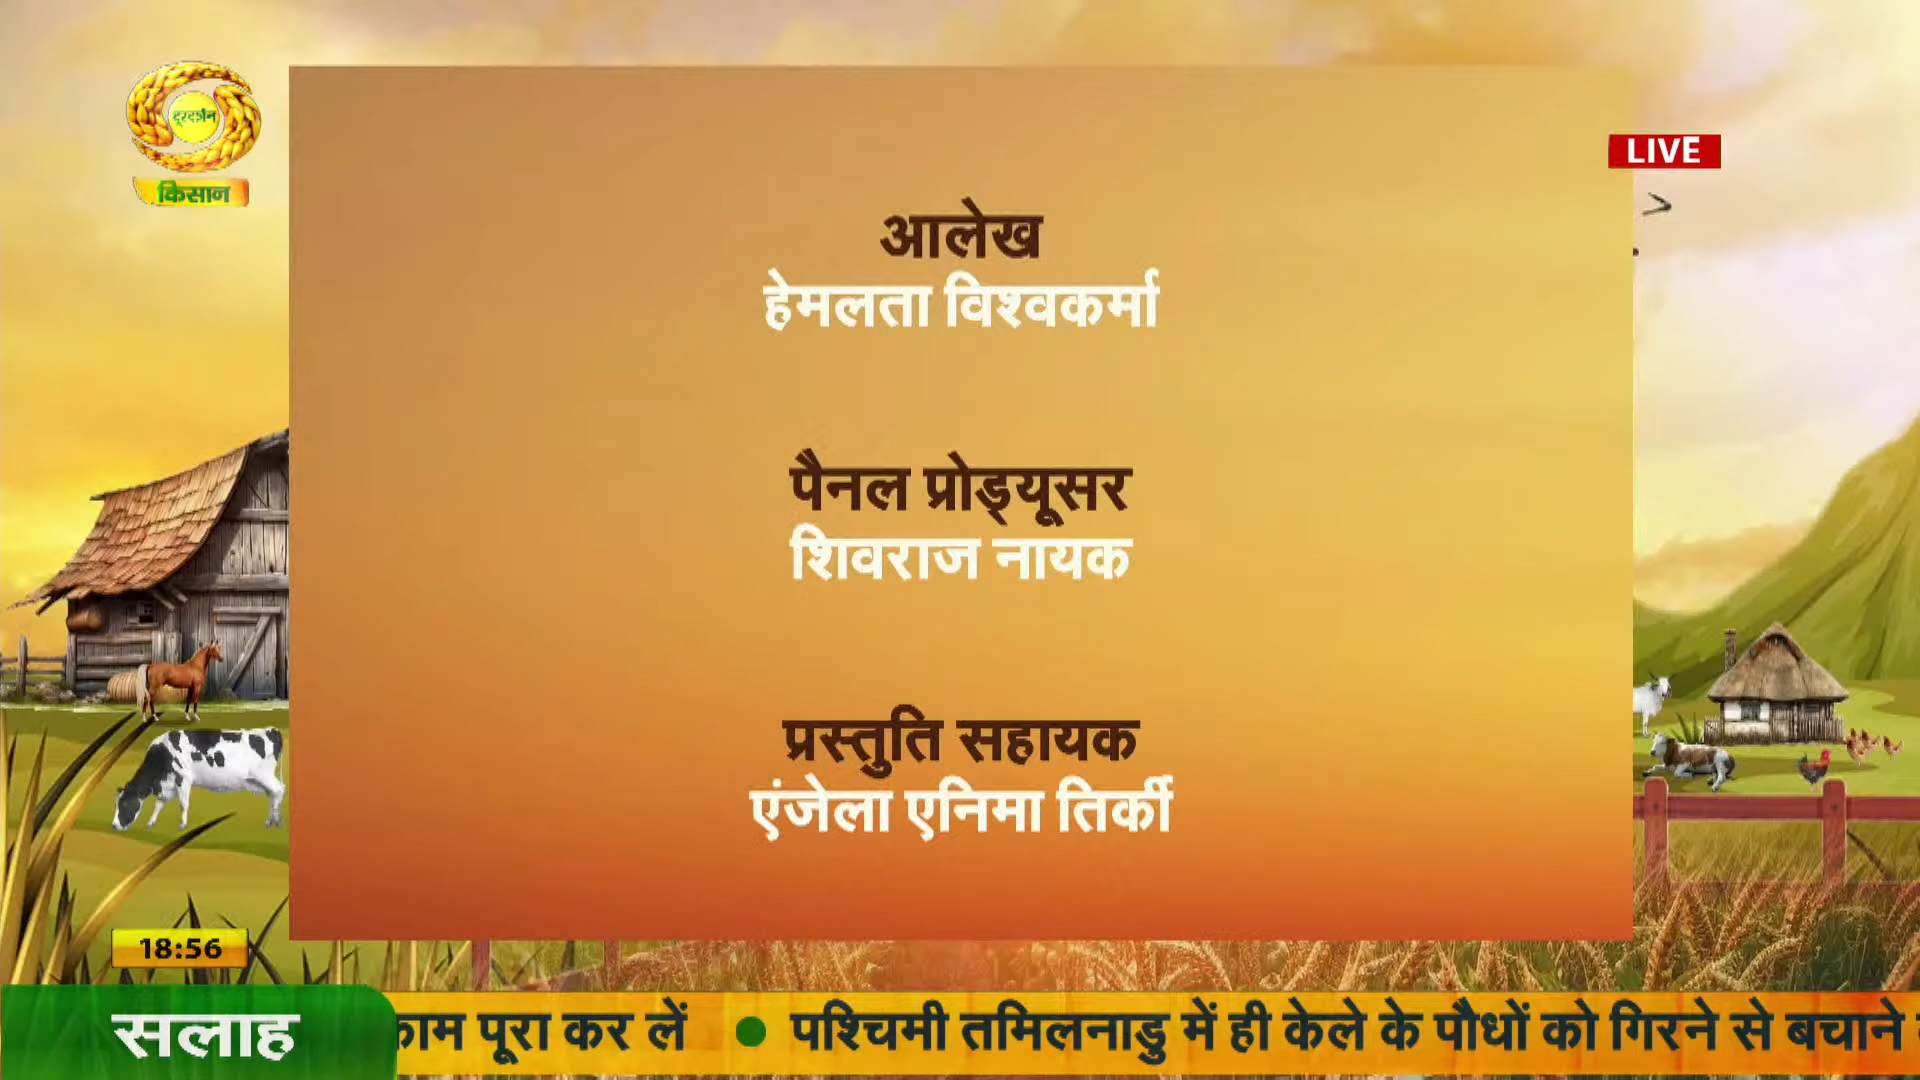 दूरदर्शन
किसान
LIVE
आलेख
हेमलता विश्वकर्मा
पैनल प्रोड्यूसर
शिवराज नायक
प्रस्तुति सहायक
एंजेला एनिमा तिर्की
18:56
सलाह
काम पूरा कर लें ● पश्चिमी तमिलनाडु में ही केले के पौधों को गिरने से बचाने